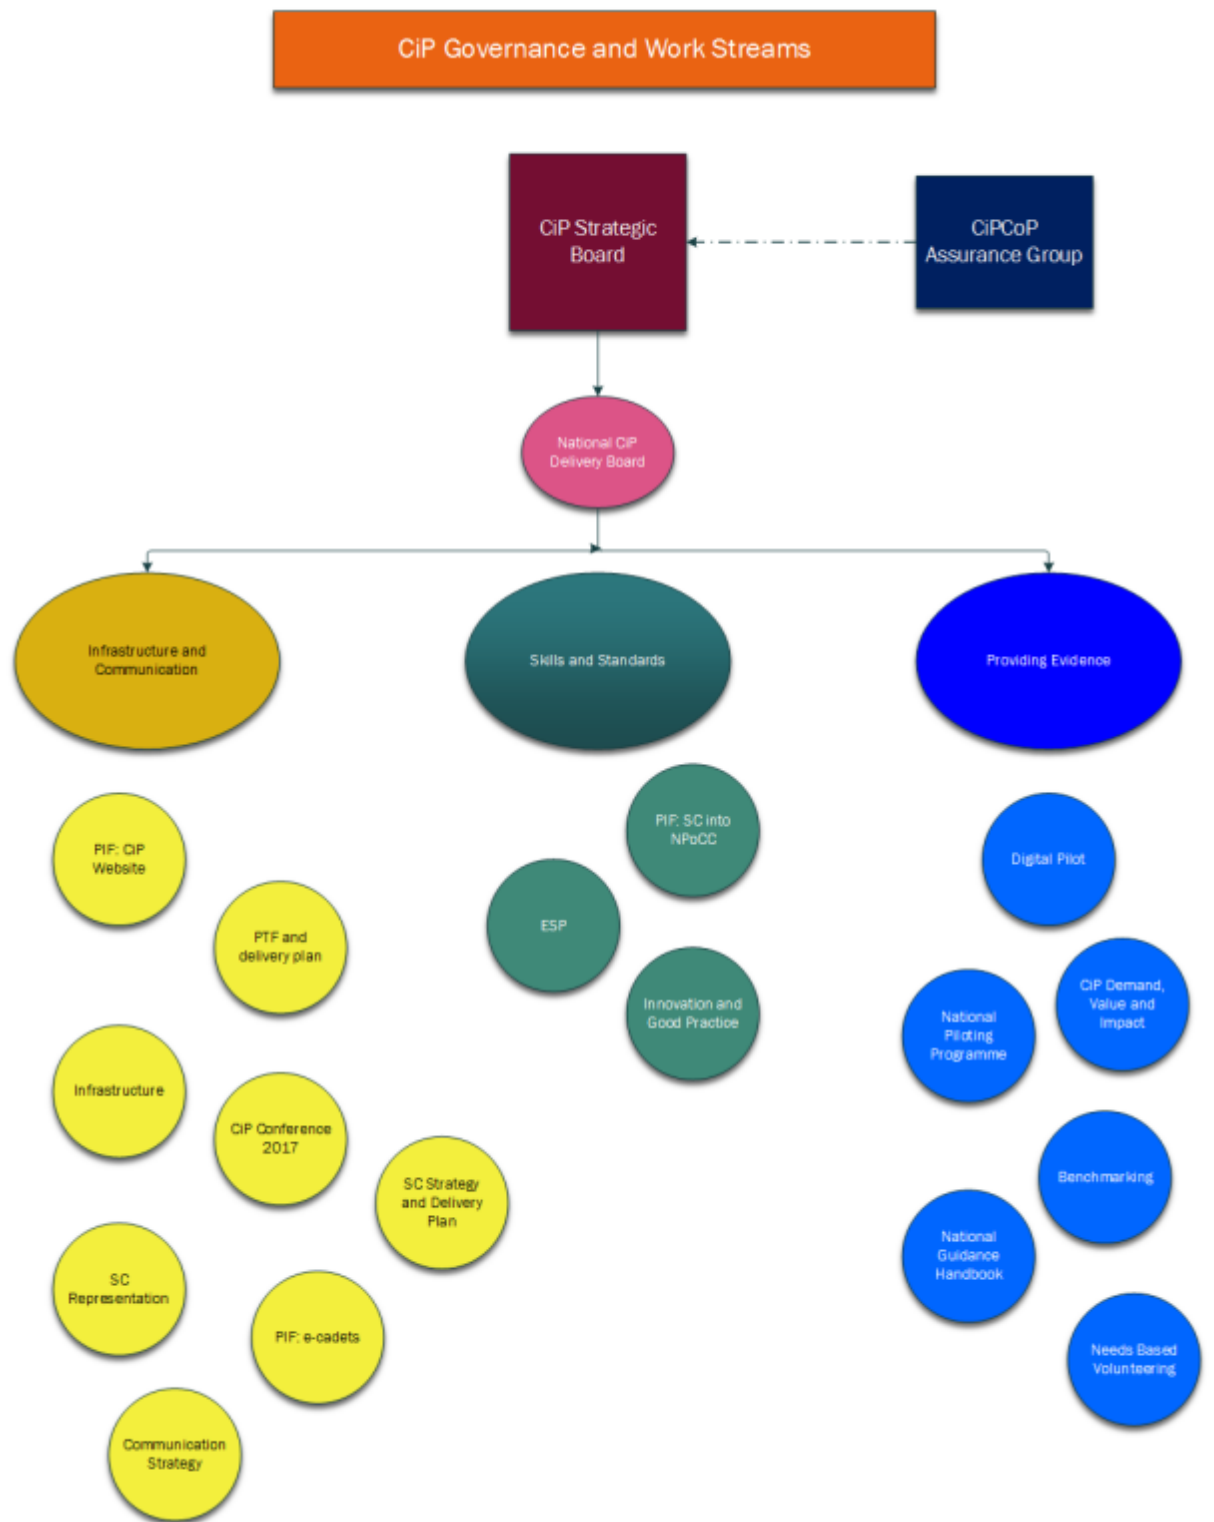 CiP Governance and Work Streams
CiP Strategic
Board
CiPCoP
Assurance Group
National CiP
Delivery Board
Infrastructure and
Communication
Skills and Standards
Providing Evidence
PIF: CiP
Website
PTF and
delivery plan
Infrastructure
CiP Conference
2017
SC Strategy
and Delivery
Plan
SC
Representation
PIF: e-cadets
Communication
Strategy
PIF: SC into
NPoCC
ESP
Innovation and
Good Practice
Digital Pilot
CiP Demand,
Value and
Impact
National
Piloting
Programme
Benchmarking
National
Guidance
Handbook
Needs Based
Volunteering